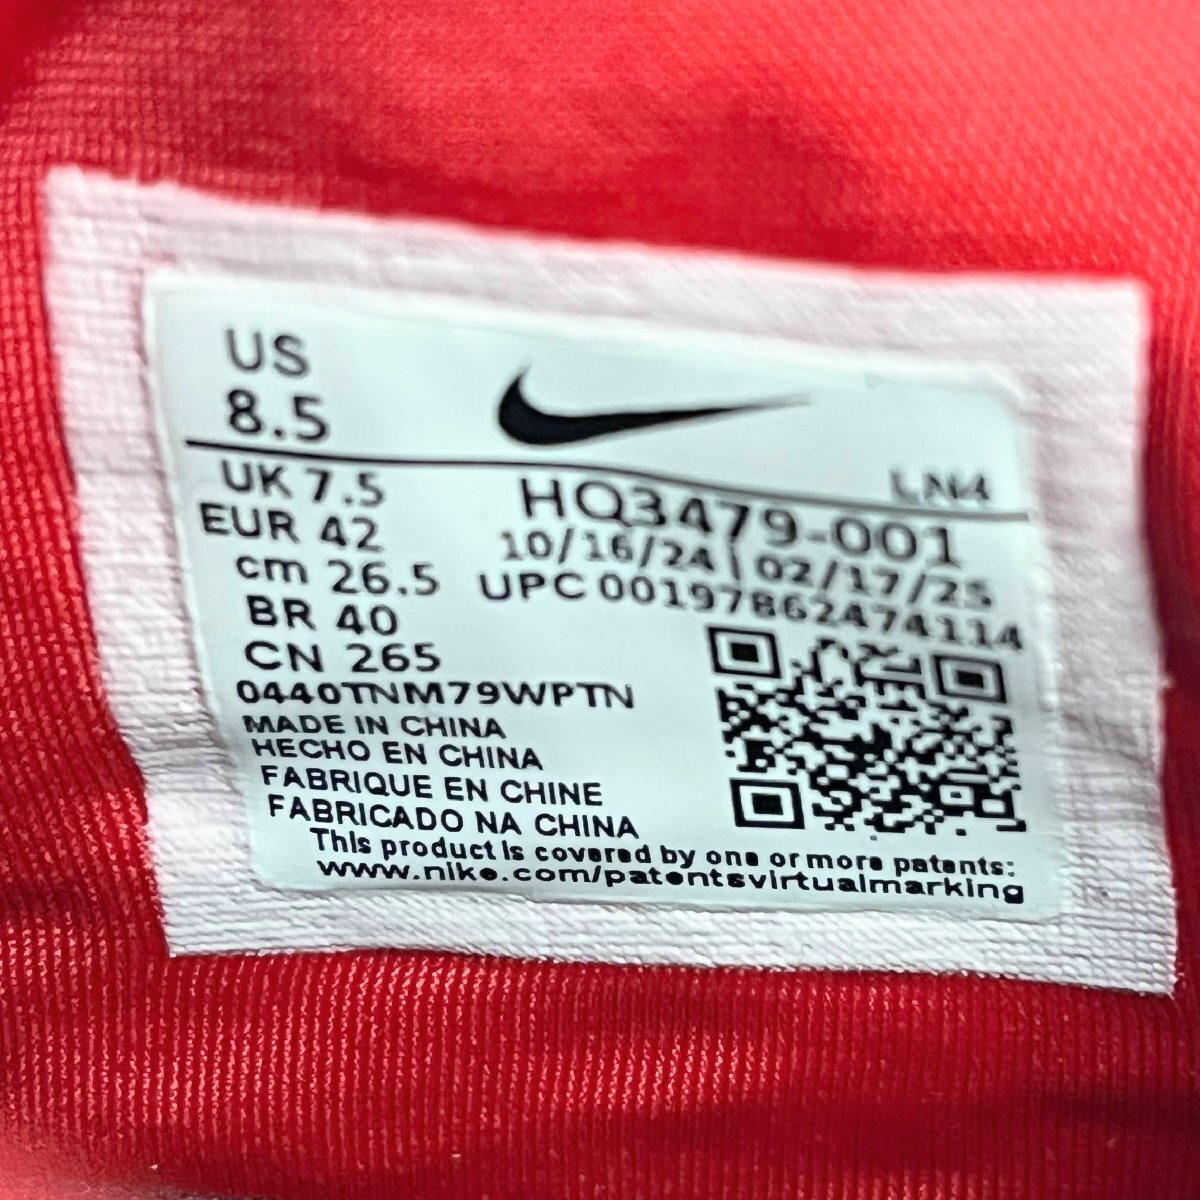 US
8.5
LN4
UK 7.5
EUR 42
cm 26.5
BR 40
CN 265
HQ3479-001
10/16/24 | 02/17/25
UPC 00197862474114
0440TNM79WPTN
MADE IN CHINA
HECHO EN CHINA
FABRIQUE EN CHINE
FABRICADO NA CHINA
This product is covered by one or more patents:
www.nike.com/patentsvirtualmarking